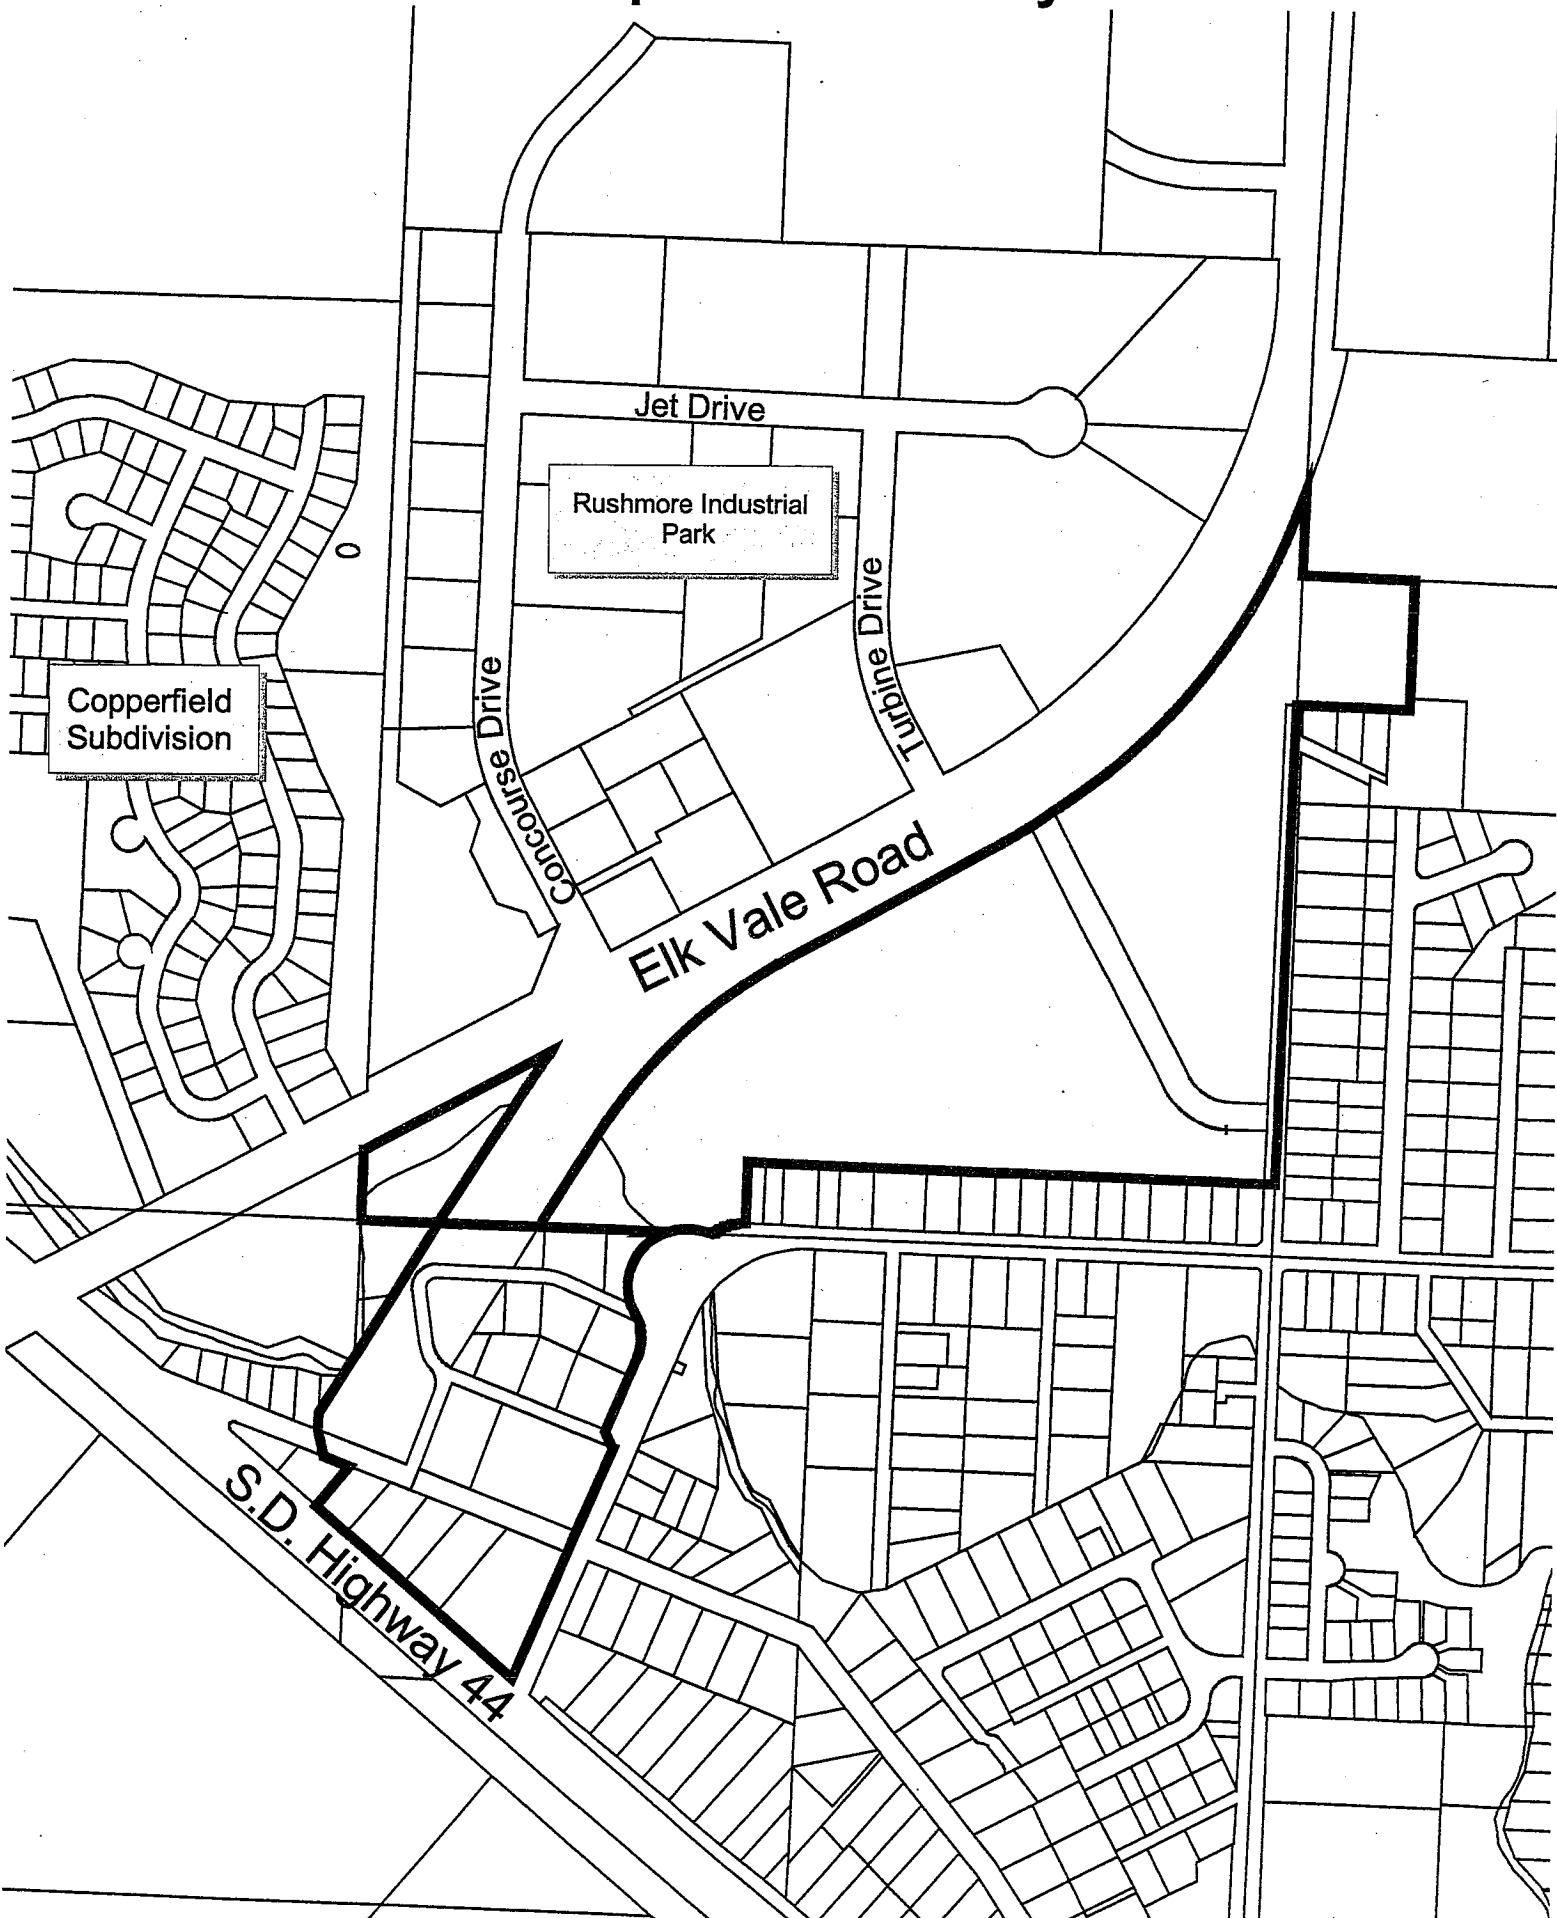 Jet Drive
Rushmore Industrial
Park
Turbine Drive
Copperfield
Subdivision
Concourse Drive
Elk Vale Road
S.D. Highway 44